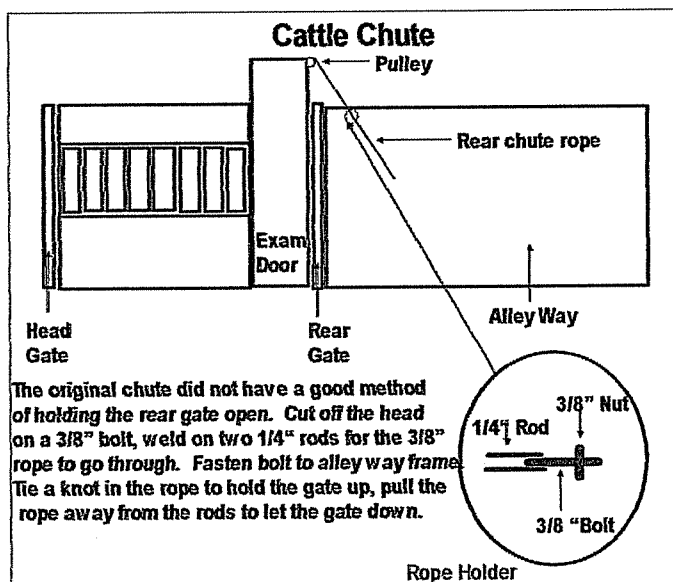 Cattle Chute
Pulley
Rear chute rope
Exam
Door
Alley Way
Head
Gate
Rear
Gate
The original chute did not have a good method
of holding the rear gate open. Cut off the head
on a 3/8" bolt, weld on two 1/4" rods for the 3/8"
rope to go through. Fasten bolt to alley way frame.
Tie a knot in the rope to hold the gate up, pull the
rope away from the rods to let the gate down.
3/8" Nut
1/4" Rod
3/8 "Bolt
Rope Holder